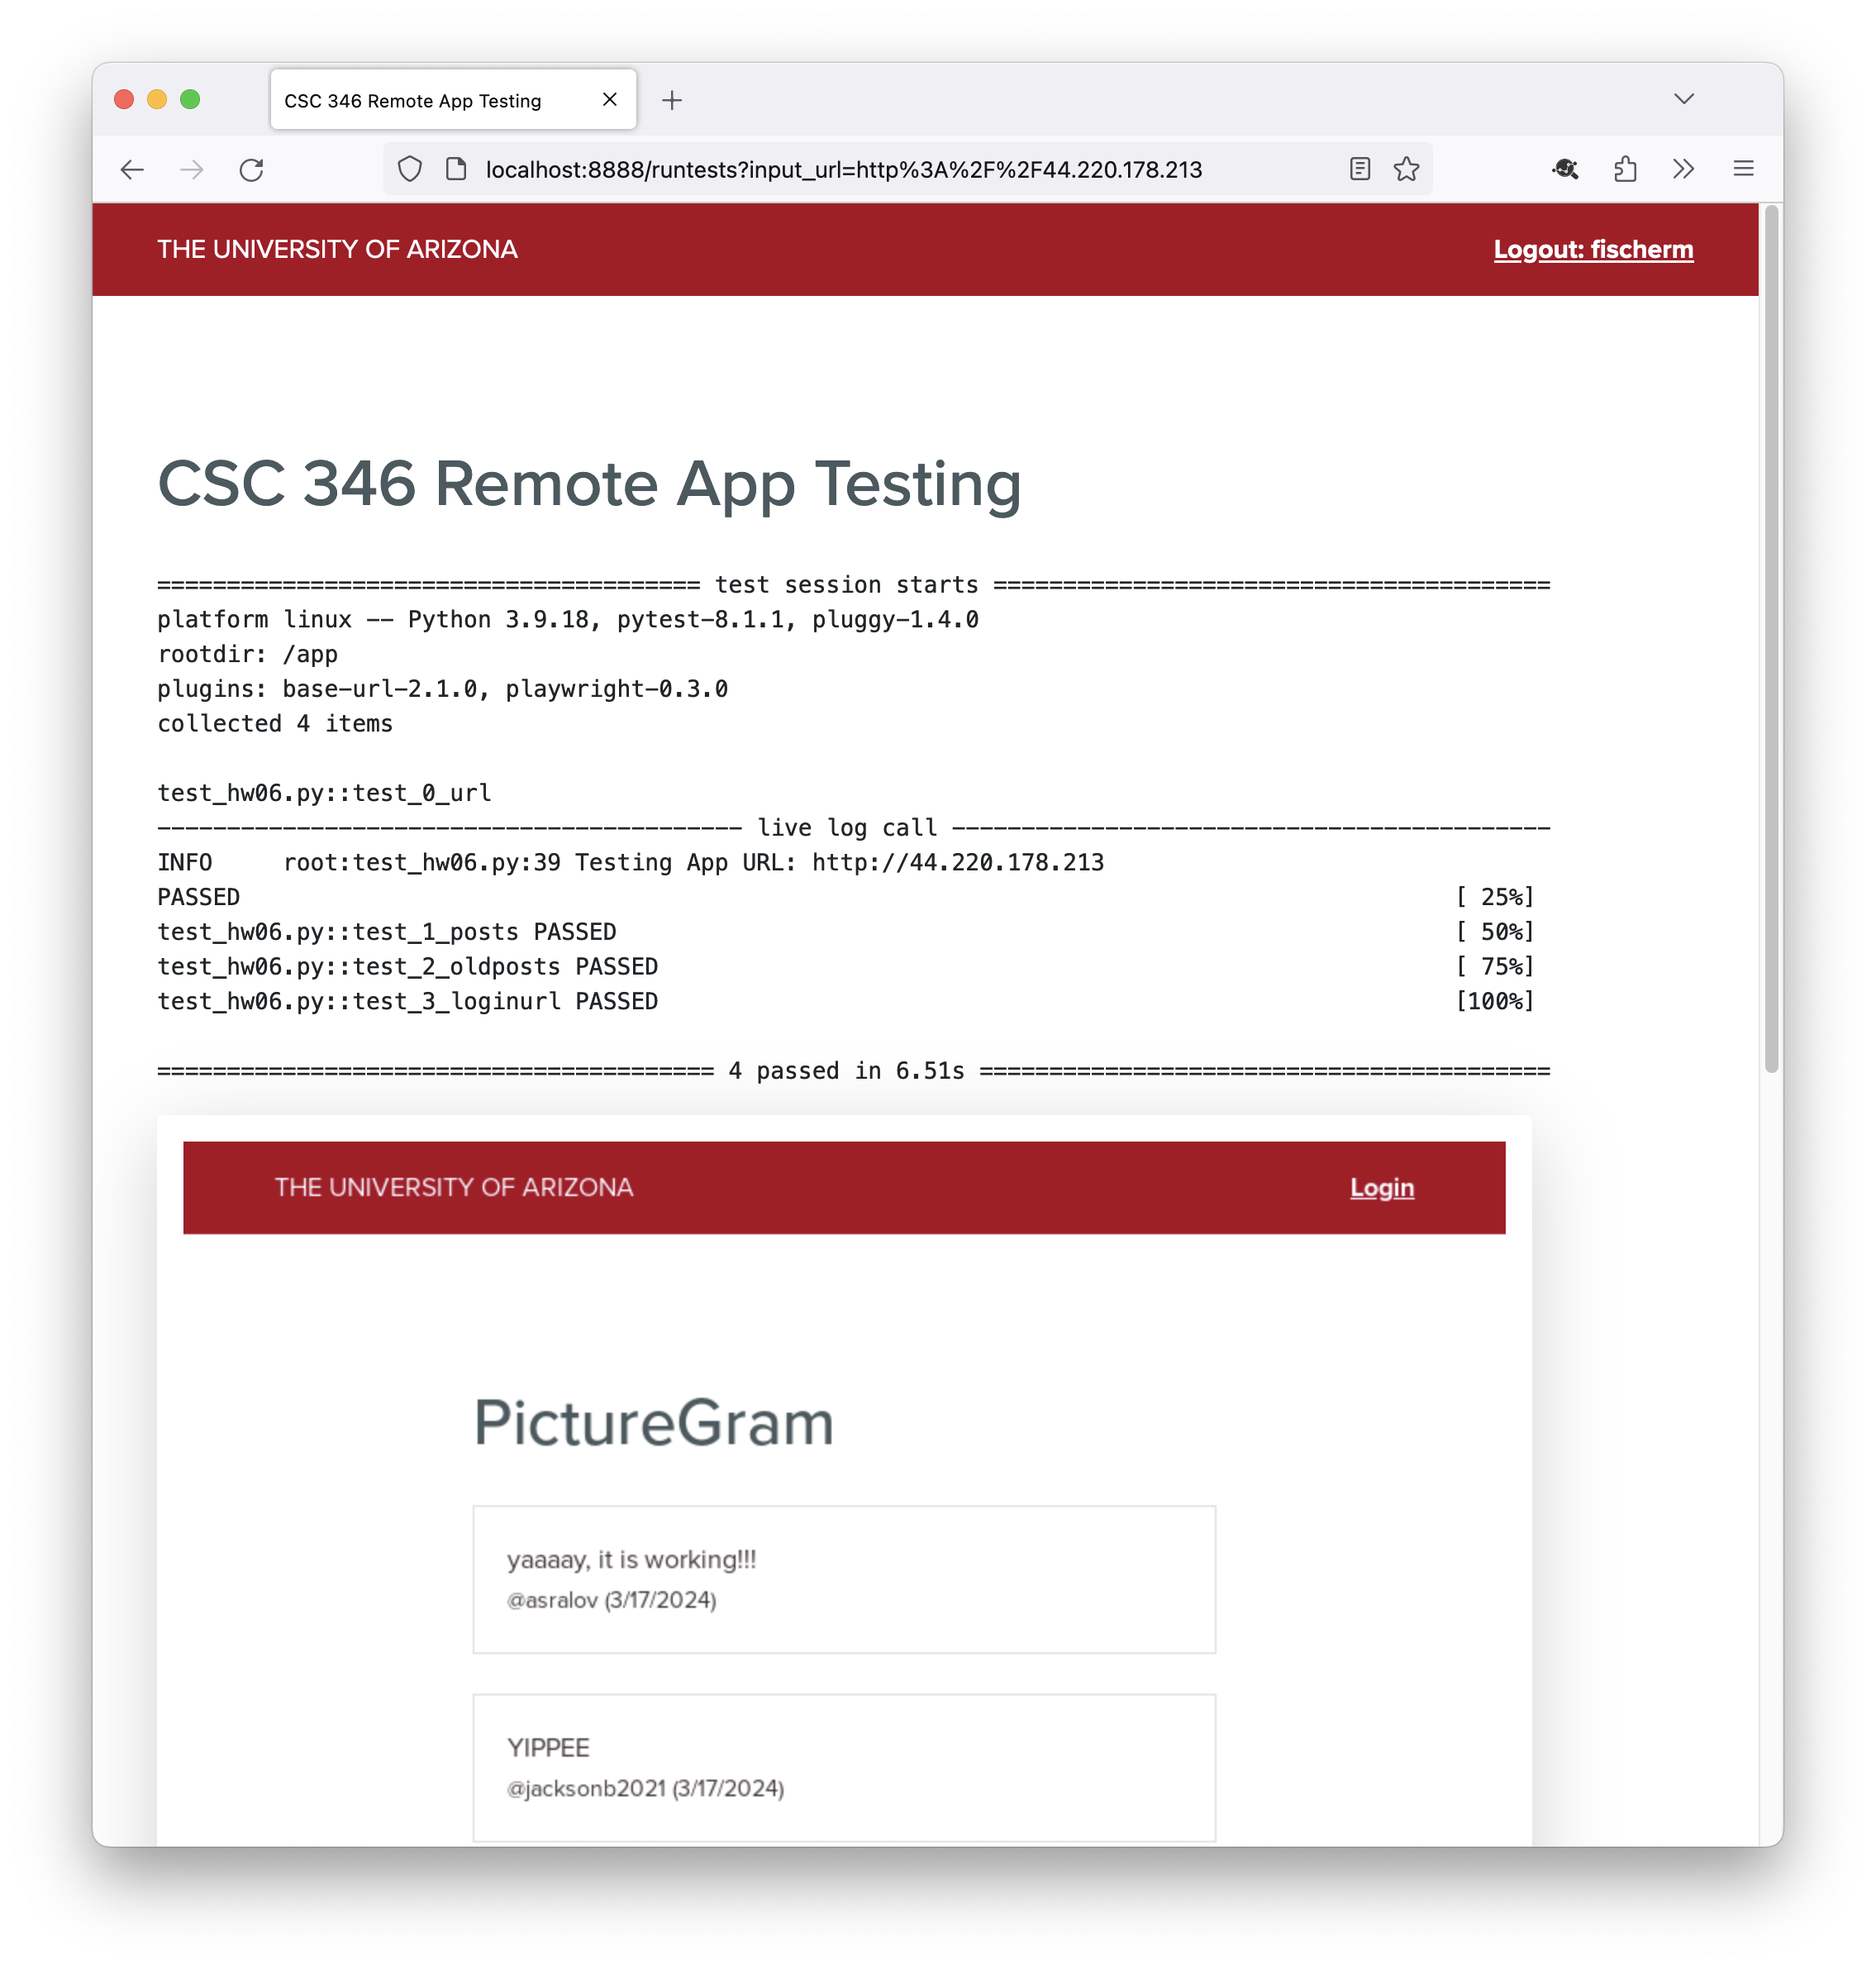 CSC 346 Remote App Testing
localhost:8888/runtests?input_url=http%3A%2F%2F44.220.178.213
THE UNIVERSITY OF ARIZONA Logout: fischerm
CSC 346 Remote App Testing
======================================= test session starts ========================================
platform linux -- Python 3.9.18, pytest-8.1.1, pluggy-1.4.0
rootdir: /app
plugins: base-url-2.1.0, playwright-0.3.0
collected 4 items
test_hw06.py::test_0_url
------------------------------------------ live log call -------------------------------------------
INFO     root:test_hw06.py:39 Testing App URL: http://44.220.178.213
PASSED [ 25%]
test_hw06.py::test_1_posts PASSED [ 50%]
test_hw06.py::test_2_oldposts PASSED [ 75%]
test_hw06.py::test_3_loginurl PASSED [100%]
======================================== 4 passed in 6.51s =========================================
THE UNIVERSITY OF ARIZONA Login
PictureGram
yaaaay, it is working!!!
@asralov (3/17/2024)
YIPPEE
@jacksonb2021 (3/17/2024)